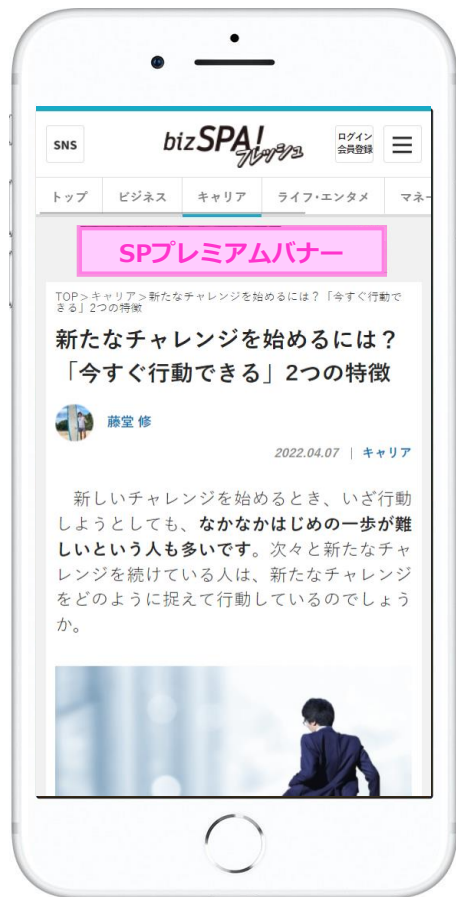 SNS
bizSPA!
フレッシュ
ログイン
会員登録
トップ ビジネス キャリア ライフ・エンタメ マネー
SPプレミアムバナー
TOP＞キャリア＞新たなチャレンジを始めるには？「今すぐ行動で
きる」2つの特徴
新たなチャレンジを始めるには？
「今すぐ行動できる」2つの特徴
藤堂 修
2022.04.07 | キャリア
新しいチャレンジを始めるとき、いざ行動
しようとしても、なかなかはじめの一歩が難
しいという人も多いです。次々と新たなチャ
レンジを続けている人は、新たなチャレンジ
をどのように捉えて行動しているのでしょう
か。